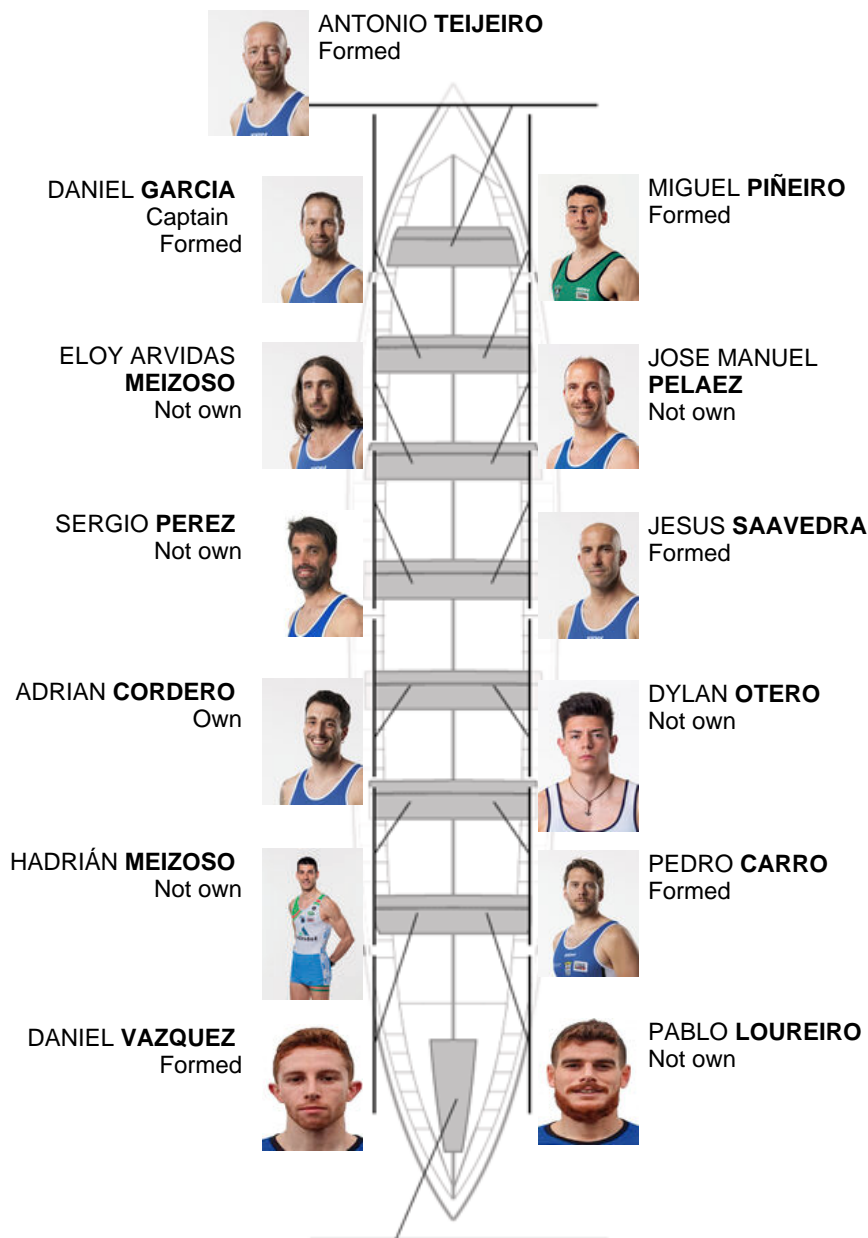 ANTONIO TEIJEIRO
Formed
DANIEL GARCIA
Captain
Formed
MIGUEL PIÑEIRO
Formed
ELOY ARVIDAS
MEIZOSO
Not own
JOSE MANUEL
PELAEZ
Not own
SERGIO PEREZ
Not own
JESUS SAAVEDRA
Formed
ADRIAN CORDERO
Own
DYLAN OTERO
Not own
HADRIÁN MEIZOSO
Not own
PEDRO CARRO
Formed
DANIEL VAZQUEZ
Formed
PABLO LOUREIRO
Not own